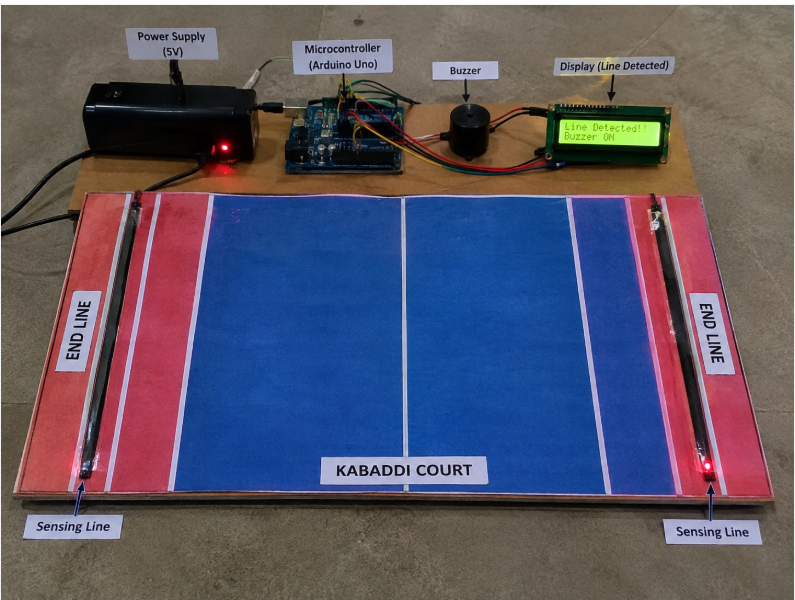 Power Supply
(5V)
Microcontroller
(Arduino Uno)
Buzzer
Display (Line Detected)
Line Detected!!
Buzzer ON
END LINE
END LINE
KABADDI COURT
Sensing Line
Sensing Line